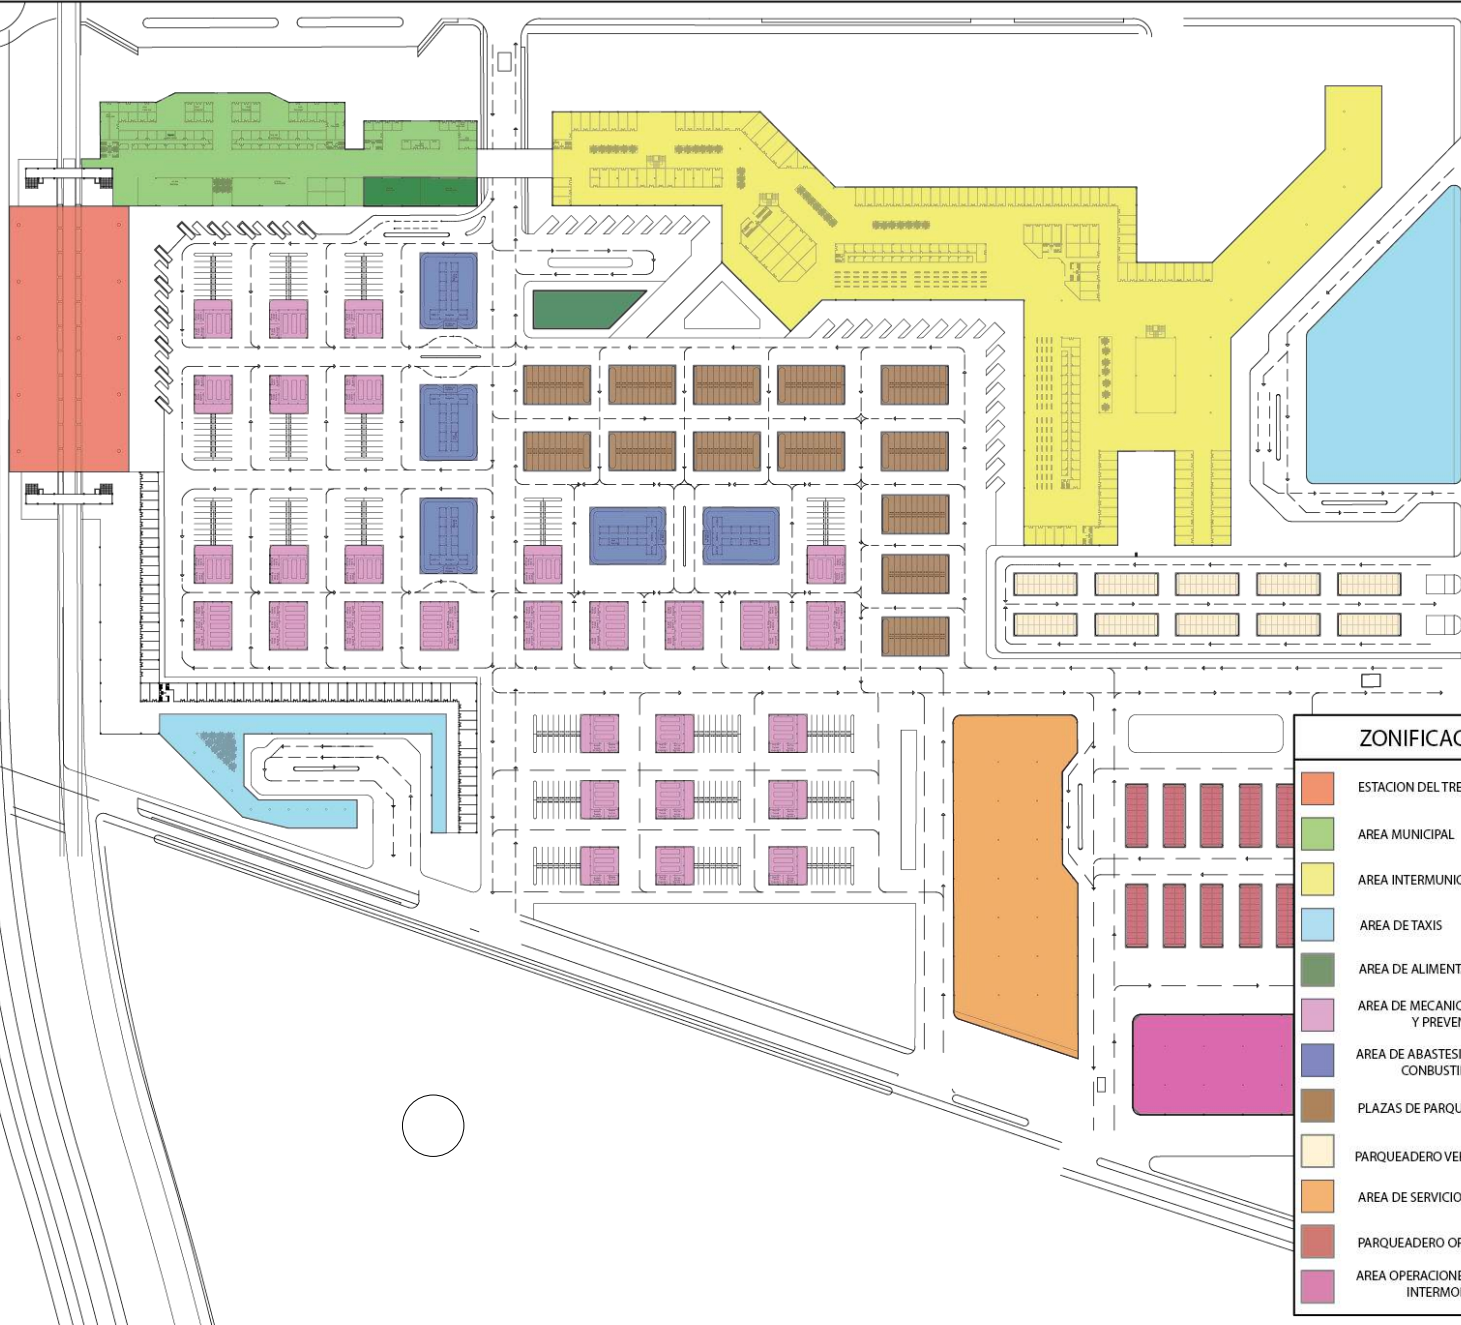 ZONIFICAC
ESTACION DEL TRE
AREA MUNICIPAL
AREA INTERMUNIC
AREA DE TAXIS
AREA DE ALIMENT
AREA DE MECANIC
Y PREVEN
AREA DE ABASTESI
CONBUSTI
PLAZAS DE PARQU
PARQUEADERO VE
AREA DE SERVICIO
PARQUEADERO OP
AREA OPERACIONE
INTERMO